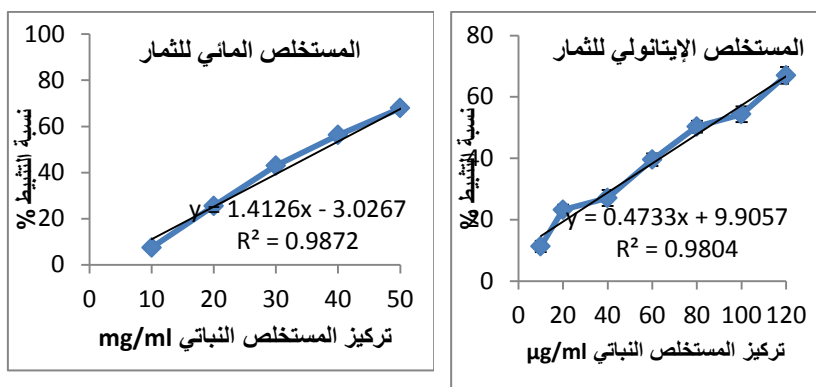 المستخلص المائي للثمار
100
80
60
40
20
0
نسبة التثبيط %
y = 1.4126x - 3.0267
R² = 0.9872
0 10 20 30 40 50
تركيز المستخلص النباتي mg/ml
المستخلص الإيتانولي للثمار
80
60
40
20
0
نسبة التثبيط %
y = 0.4733x + 9.9057
R² = 0.9804
0 20 40 60 80 100 120
تركيز المستخلص النباتي µg/ml